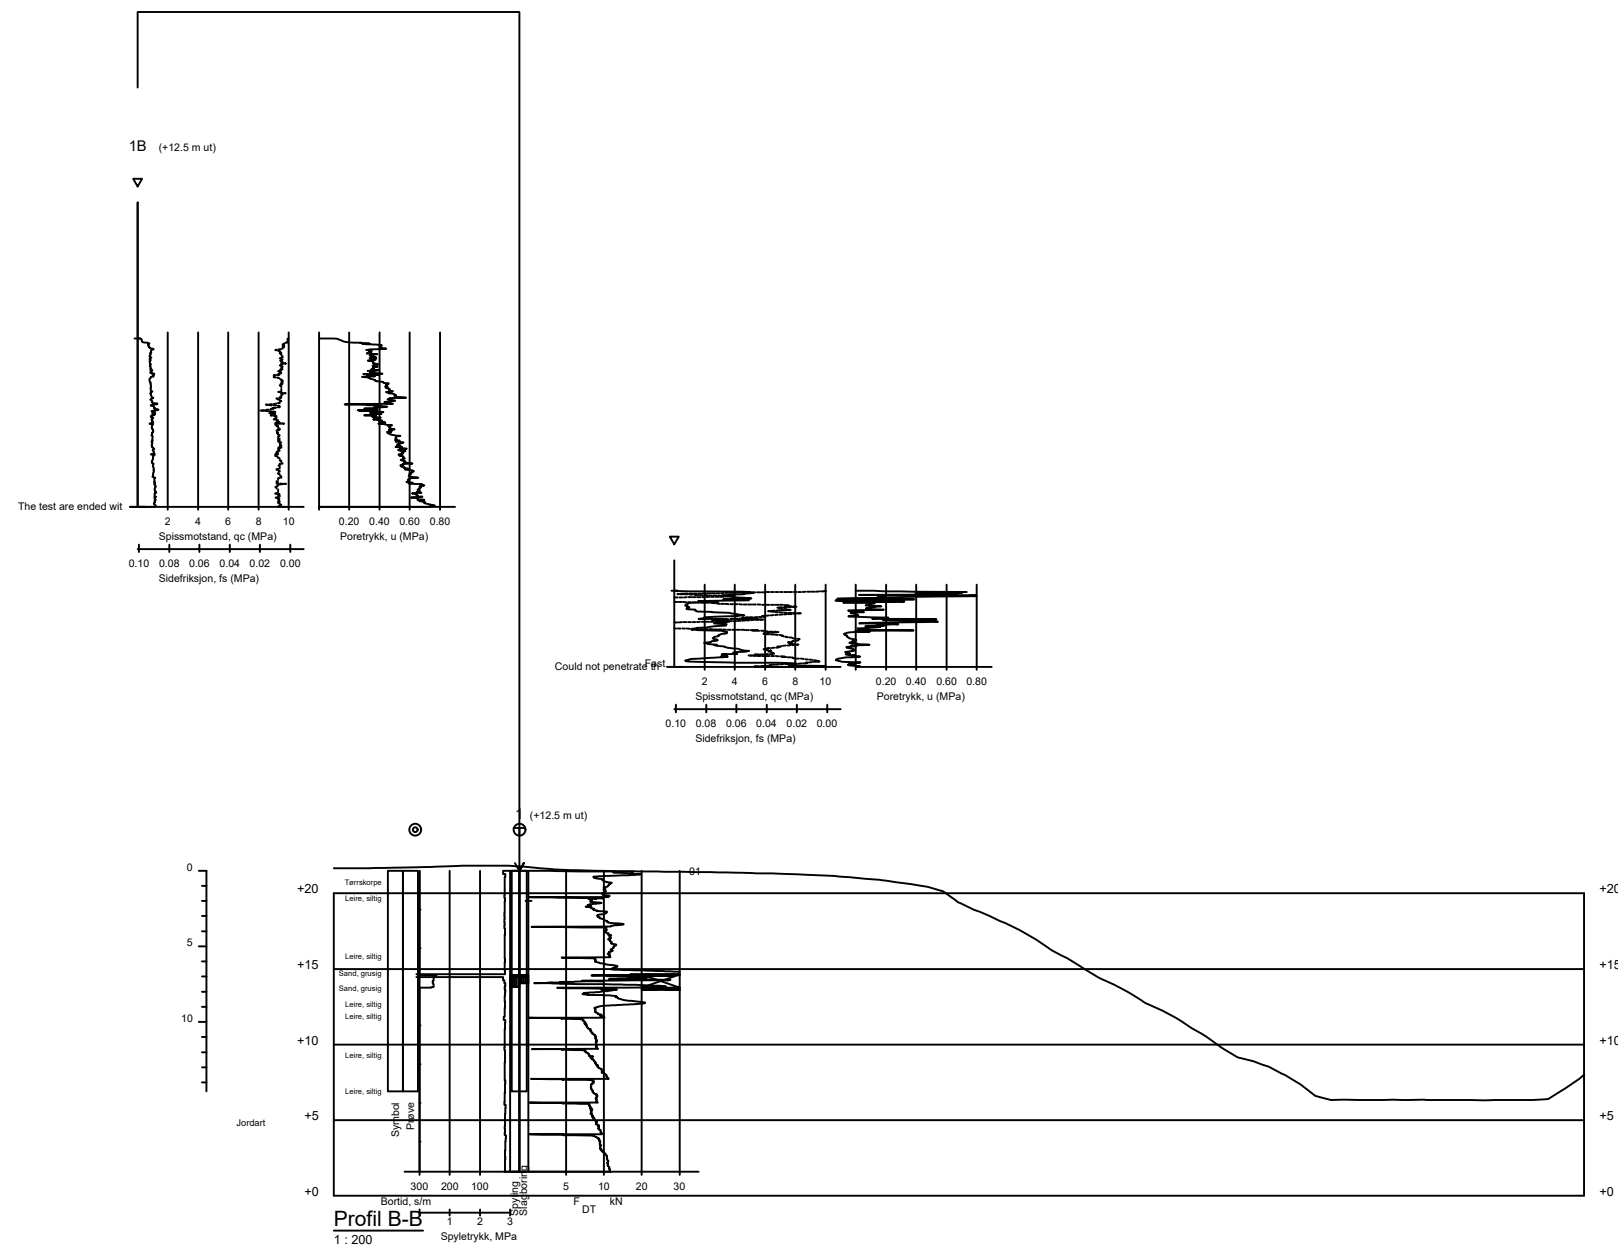 1B (+12.5 m ut)
The test are ended wit
2 4 6 8 10
0.20 0.40 0.60 0.80
Spissmotstand, qc (MPa)
Poretrykk, u (MPa)
0.10 0.08 0.06 0.04 0.02 0.00
Sidefriksjon, fs (MPa)
Could not penetrate th
Fast
2 4 6 8 10
0.20 0.40 0.60 0.80
Spissmotstand, qc (MPa)
Poretrykk, u (MPa)
0.10 0.08 0.06 0.04 0.02 0.00
Sidefriksjon, fs (MPa)
1 (+12.5 m ut)
0
Tørrskorpe
+20
+20
Leire, siltig
5
Leire, siltig
+15
+15
Sand, grusig
Sand, grusig
Leire, siltig
10
Leire, siltig
+10
+10
Leire, siltig
Leire, siltig
Symbol
Prøve
+5
+5
Jordart
+0
+0
300 200 100
Spyling
Slagboring
5 10 20 30
Bortid, s/m
F DT kN
Profil B-B
1 2 3
1 : 200
Spyletrykk, MPa